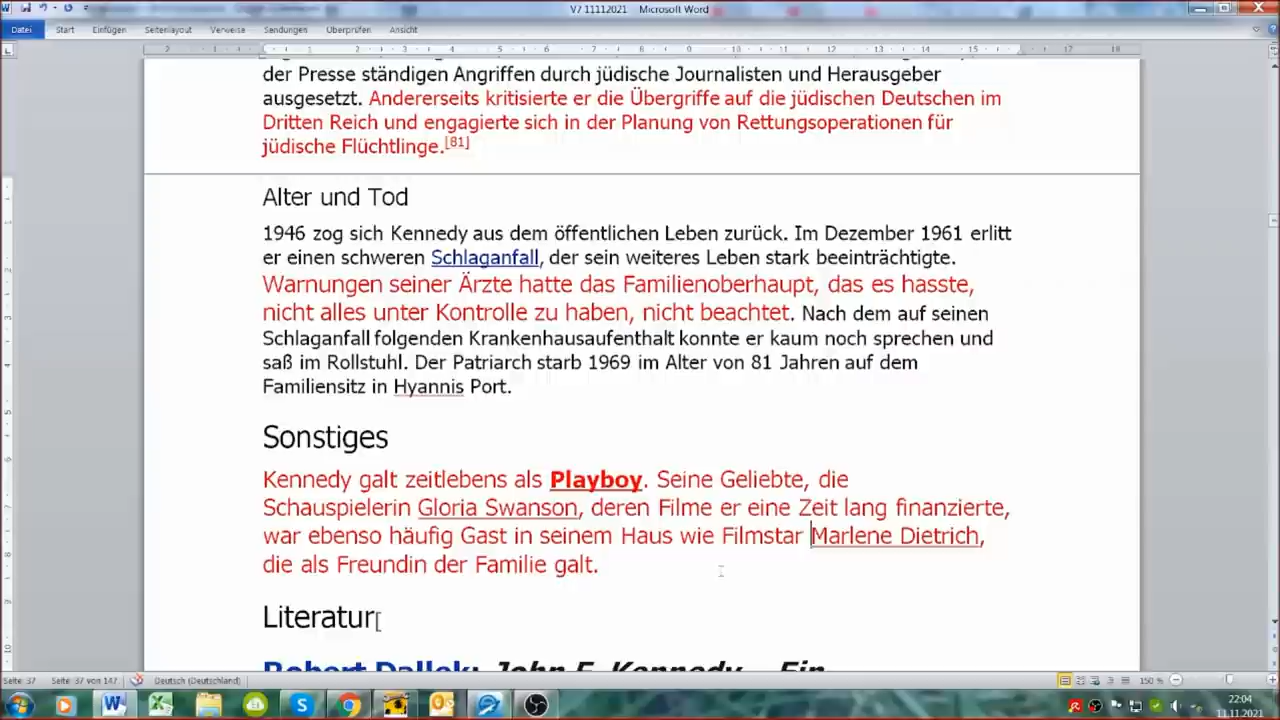 V7 11112021 - Microsoft Word
Datei Start Einfügen Seitenlayout Verweise Sendungen Überprüfen Ansicht
der Presse ständigen Angriffen durch jüdische Journalisten und Herausgeber
ausgesetzt. Andererseits kritisierte er die Übergriffe auf die jüdischen Deutschen im
Dritten Reich und engagierte sich in der Planung von Rettungsoperationen für
jüdische Flüchtlinge.[81]
Alter und Tod
1946 zog sich Kennedy aus dem öffentlichen Leben zurück. Im Dezember 1961 erlitt
er einen schweren Schlaganfall, der sein weiteres Leben stark beeinträchtigte.
Warnungen seiner Ärzte hatte das Familienoberhaupt, das es hasste,
nicht alles unter Kontrolle zu haben, nicht beachtet. Nach dem auf seinen
Schlaganfall folgenden Krankenhausaufenthalt konnte er kaum noch sprechen und
saß im Rollstuhl. Der Patriarch starb 1969 im Alter von 81 Jahren auf dem
Familiensitz in Hyannis Port.
Sonstiges
Kennedy galt zeitlebens als Playboy. Seine Geliebte, die
Schauspielerin Gloria Swanson, deren Filme er eine Zeit lang finanzierte,
war ebenso häufig Gast in seinem Haus wie Filmstar Marlene Dietrich,
die als Freundin der Familie galt.
Literatur[
Robert Dallek: John F. Kennedy. Ein
Seite: 37 Seite: 37 von 147 Deutsch (Deutschland) 150 %
22:04
11.11.2021